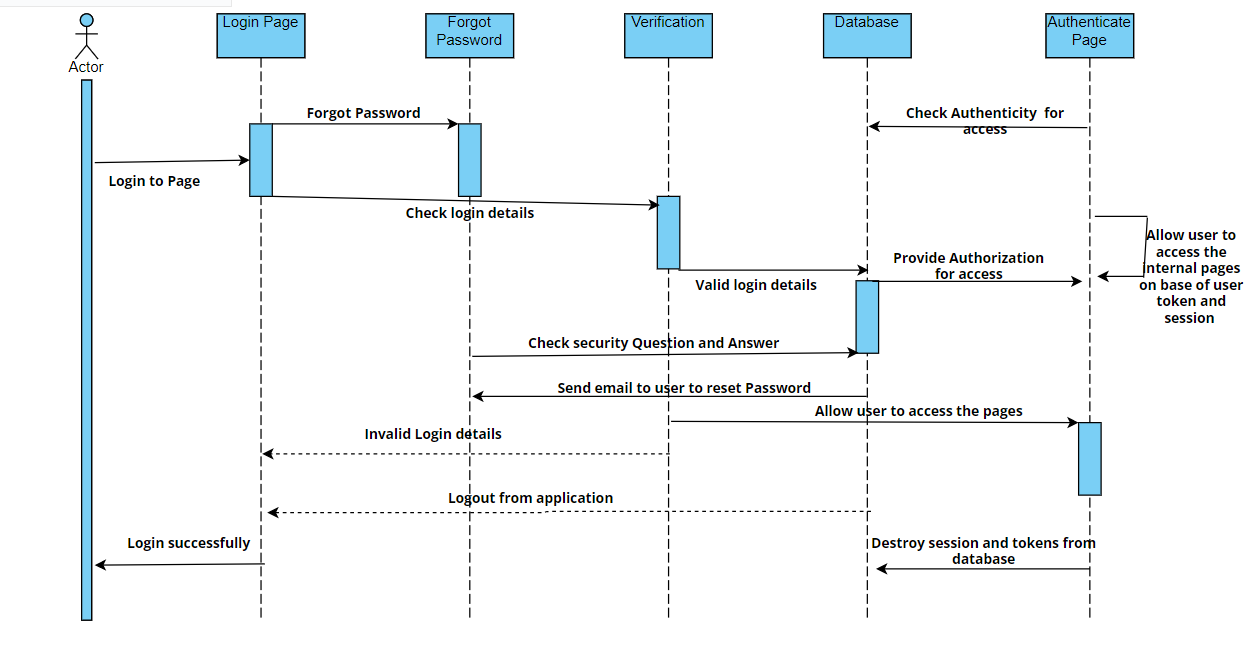 Login Page
Forgot
Password
Verification
Database
Authenticate
Page
Actor
Forgot Password
Check Authenticity for
access
Login to Page
Check login details
Allow user to
access the
internal pages
on base of user
token and
session
Provide Authorization
for access
Valid login details
Check security Question and Answer
Send email to user to reset Password
Allow user to access the pages
Invalid Login details
Logout from application
Login successfully
Destroy session and tokens from
database